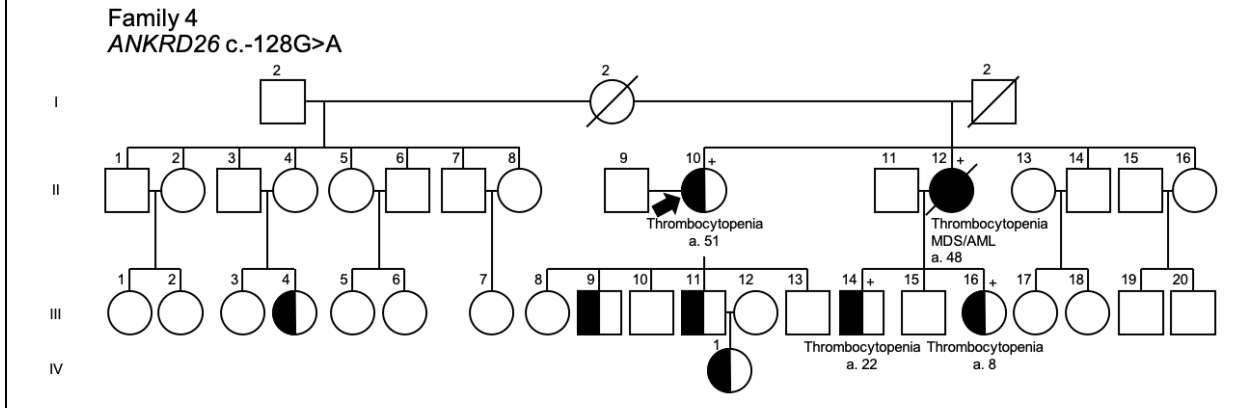 Family 4
ANKRD26 c.-128G>A
I
2 2 2
II
1 2 3 4 5 6 7 8 9 10 + 11 12 + 13 14 15 16
Thrombocytopenia
a. 51
Thrombocytopenia
MDS/AML
a. 48
III
1 2 3 4 5 6 7 8 9 10 11 12 13 14 + 15 16 + 17 18 19 20
Thrombocytopenia
a. 22
Thrombocytopenia
a. 8
IV
1